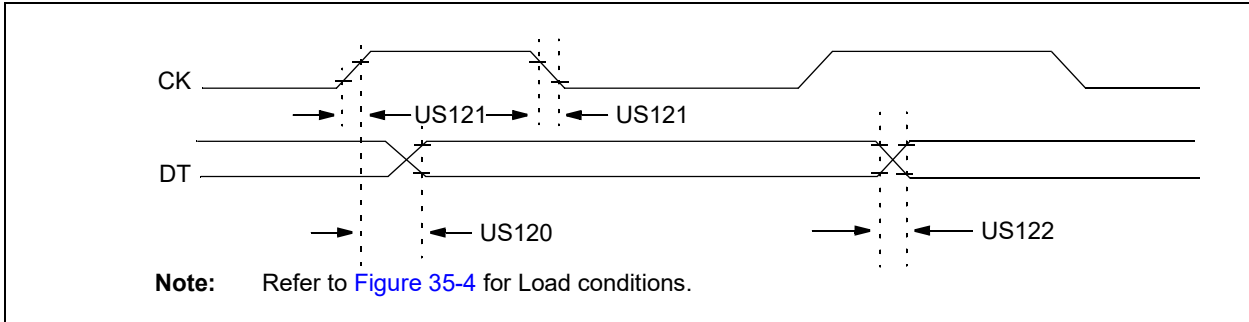 CK
US121
US121
DT
US120
US122
Note: Refer to Figure 35-4 for Load conditions.